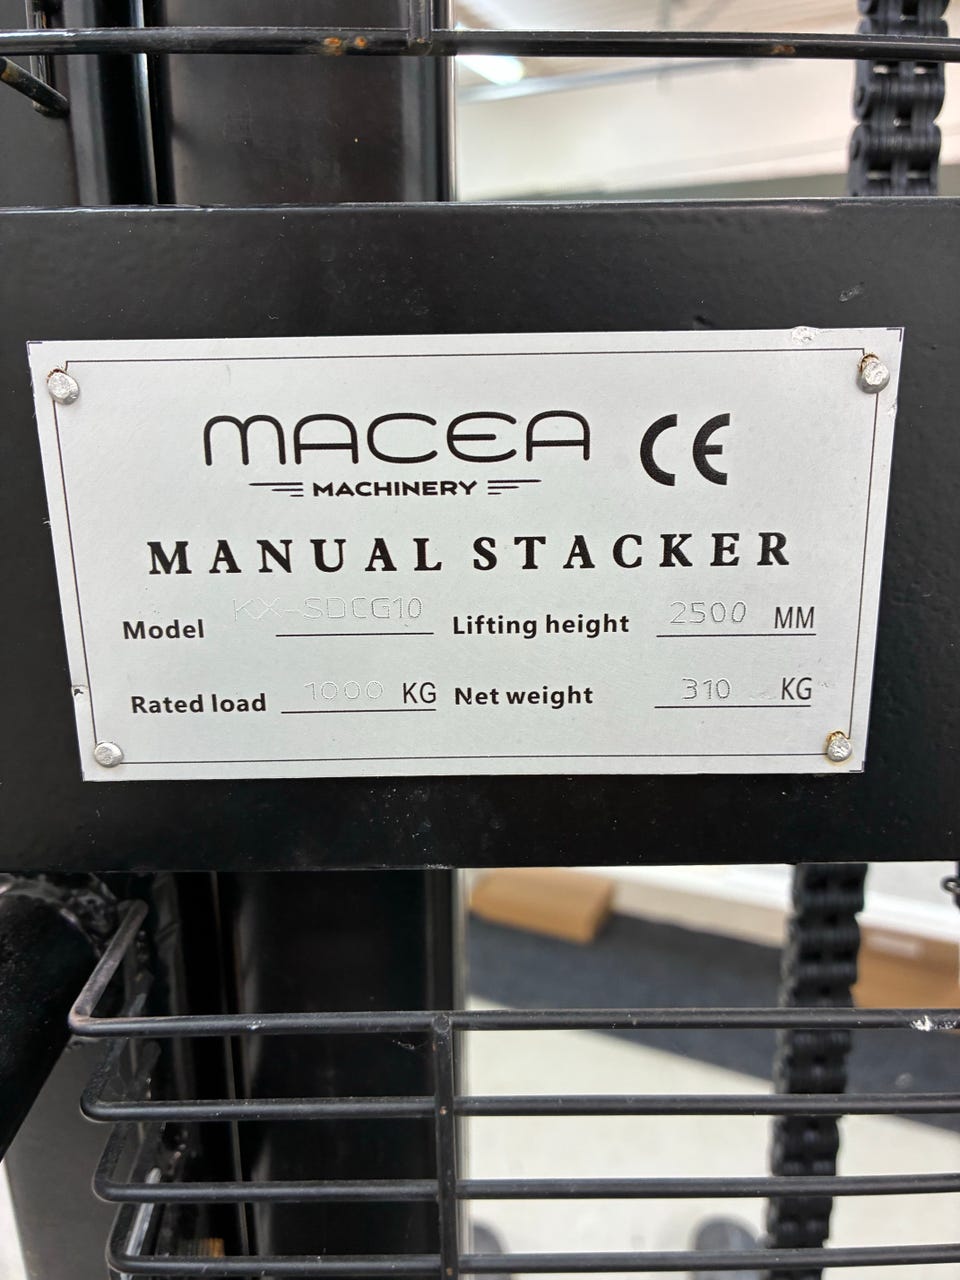 MACEA CE
MACHINERY
MANUAL STACKER
Model KX-SDCG10 Lifting height 2500 MM
Rated load 1000 KG Net weight 310 KG